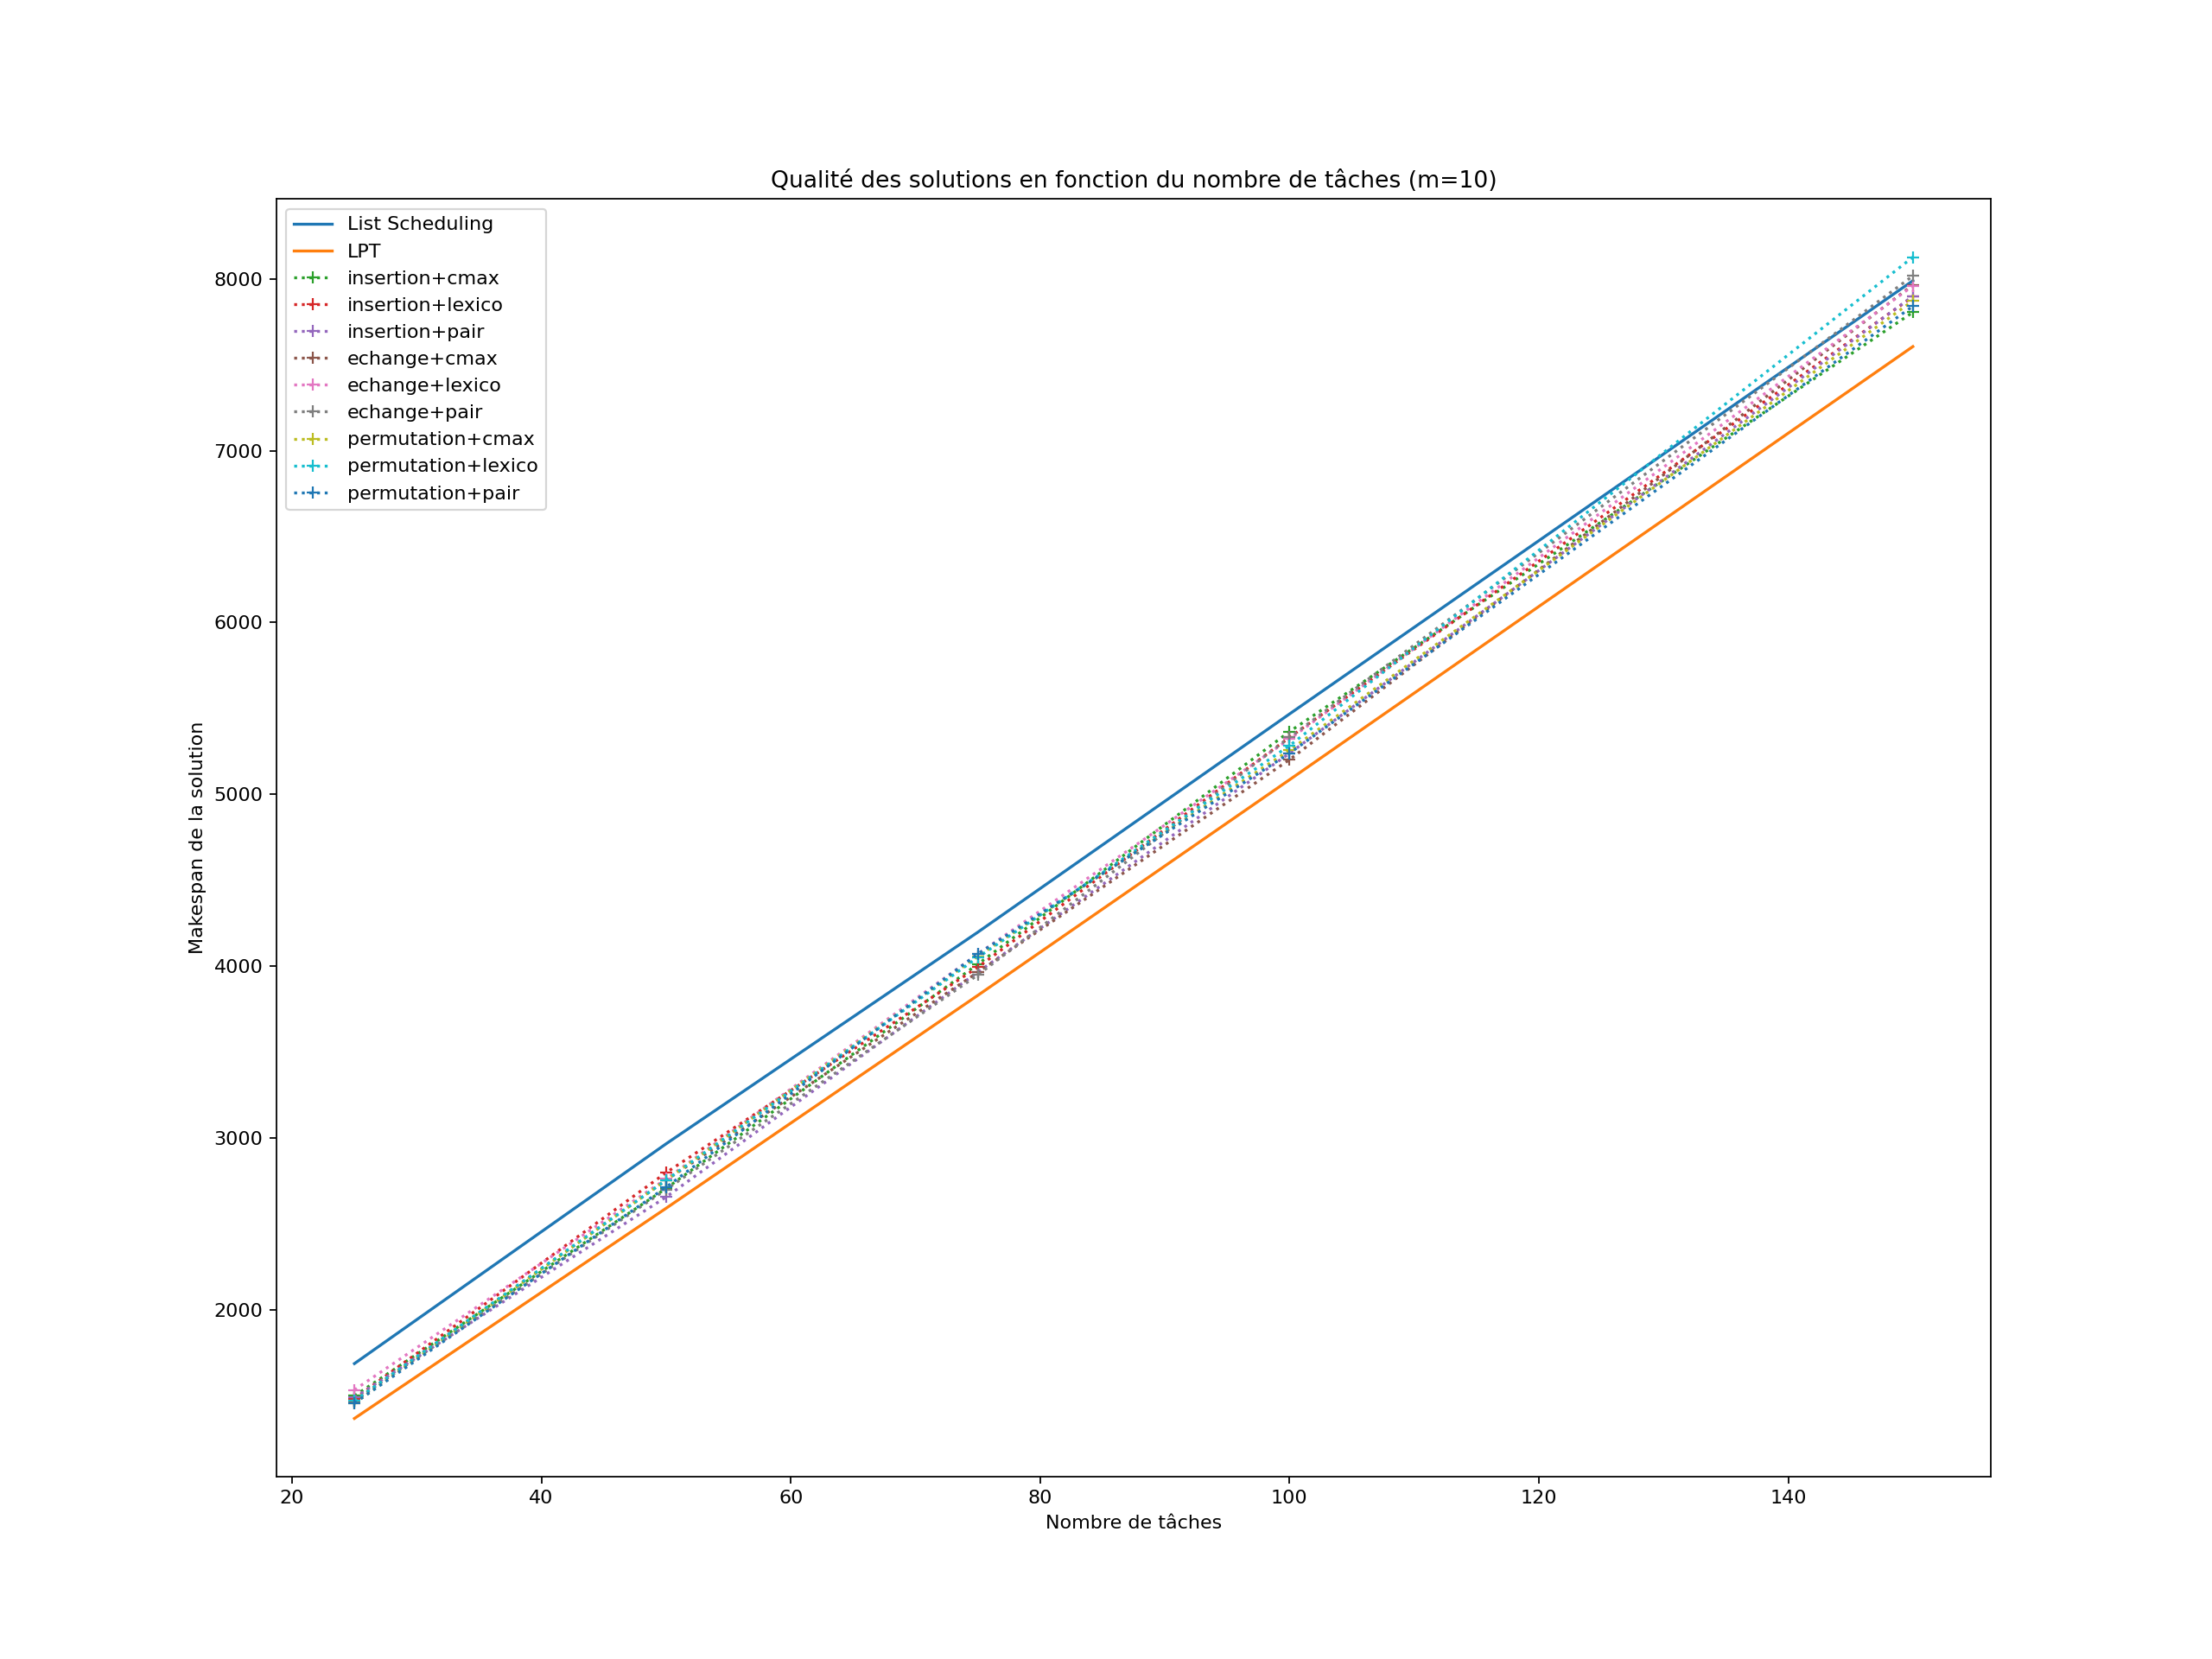 Qualité des solutions en fonction du nombre de tâches (m=10)
List Scheduling
LPT
insertion+cmax
insertion+lexico
insertion+pair
echange+cmax
echange+lexico
echange+pair
permutation+cmax
permutation+lexico
permutation+pair
8000
7000
6000
5000
4000
3000
2000
Makespan de la solution
20 40 60 80 100 120 140
Nombre de tâches